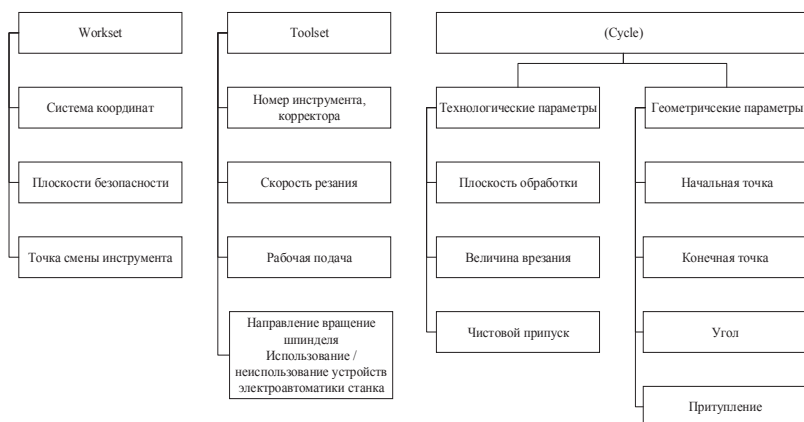 Workset
Система координат
Плоскости безопасности
Точка смены инструмента
Toolset
Номер инструмента,
корректора
Скорость резания
Рабочая подача
Направление вращение
шпинделя
Использование /
неиспользование устройств
электроавтоматики станка
(Cycle)
Технологические параметры
Плоскость обработки
Величина врезания
Чистовой припуск
Геометричсекие параметры
Начальная точка
Конечная точка
Угол
Притупление